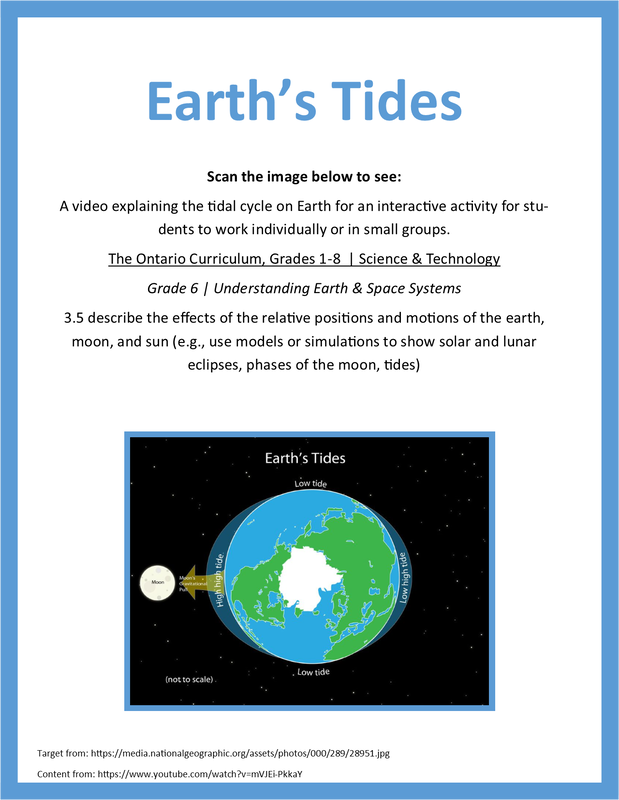 Earth’s Tides
Scan the image below to see:
A video explaining the tidal cycle on Earth for an interactive activity for stu-
dents to work individually or in small groups.
The Ontario Curriculum, Grades 1-8 | Science & Technology
Grade 6 | Understanding Earth & Space Systems
3.5 describe the effects of the relative positions and motions of the earth,
moon, and sun (e.g., use models or simulations to show solar and lunar
eclipses, phases of the moon, tides)
Earth’s Tides
Low tide
Moon
Moon’s
Gravitational
Pull
High high tide
Low high tide
Low tide
(not to scale)
Target from: https://media.nationalgeographic.org/assets/photos/000/289/28951.jpg
Content from: https://www.youtube.com/watch?v=mVJEi-PkkaY